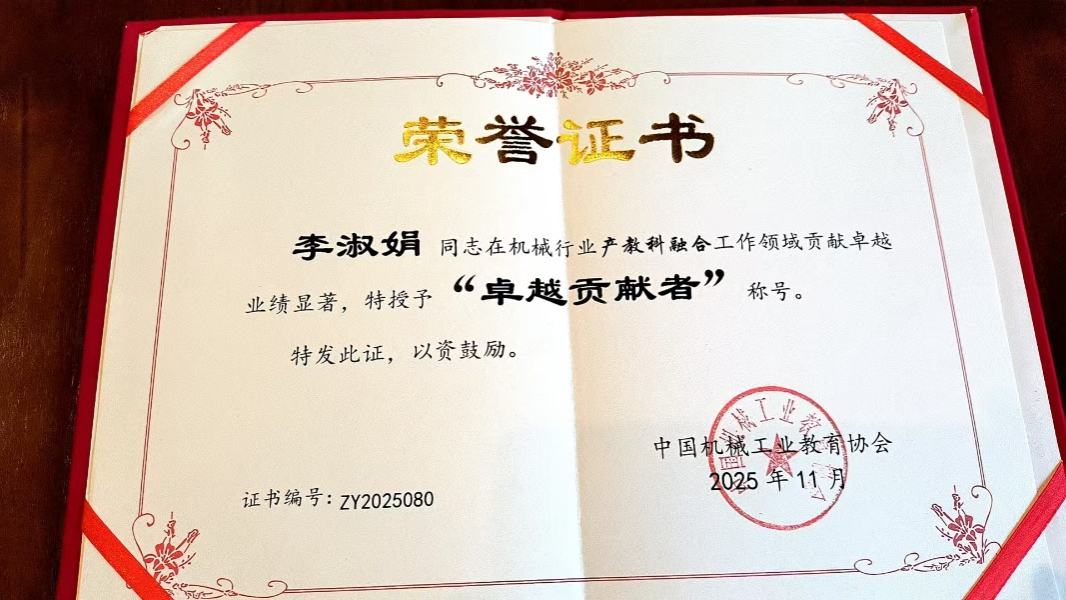 荣誉证书
李淑娟 同志在机械行业产教科融合工作领域贡献卓越
业绩显著，特授予“卓越贡献者”称号。
特发此证，以资鼓励。
中国机械工业教育协会
2025 年 11 月
证书编号：ZY2025080